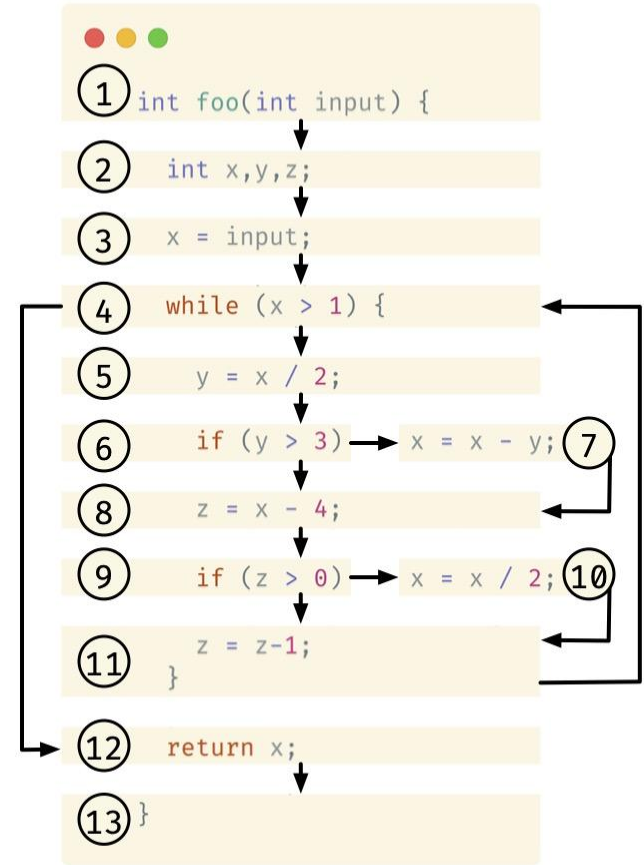 1 int foo(int input) {
2 int x,y,z;
3 x = input;
4 while (x > 1) {
5 y = x / 2;
6 if (y > 3) x = x - y; 7
8 z = x - 4;
9 if (z > 0) x = x / 2; 10
11 z = z-1;
}
12 return x;
13 }